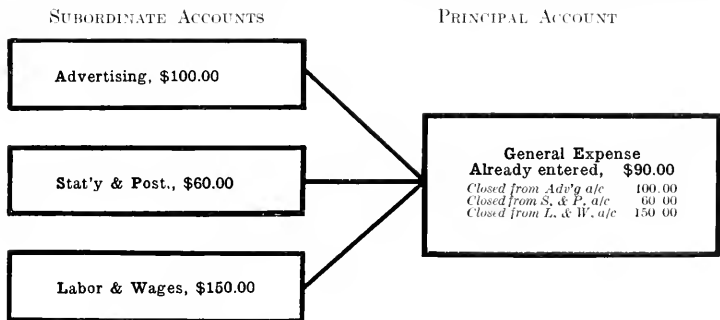 SUBORDINATE ACCOUNTS
PRINCIPAL ACCOUNT
Advertising, $100.00
Stat'y & Post., $60.00
Labor & Wages, $150.00
General Expense
Already entered, $90.00
Closed from Adv'g a/c 100.00
Closed from S. & P. a/c 60 00
Closed from L. & W. a/c 150 00